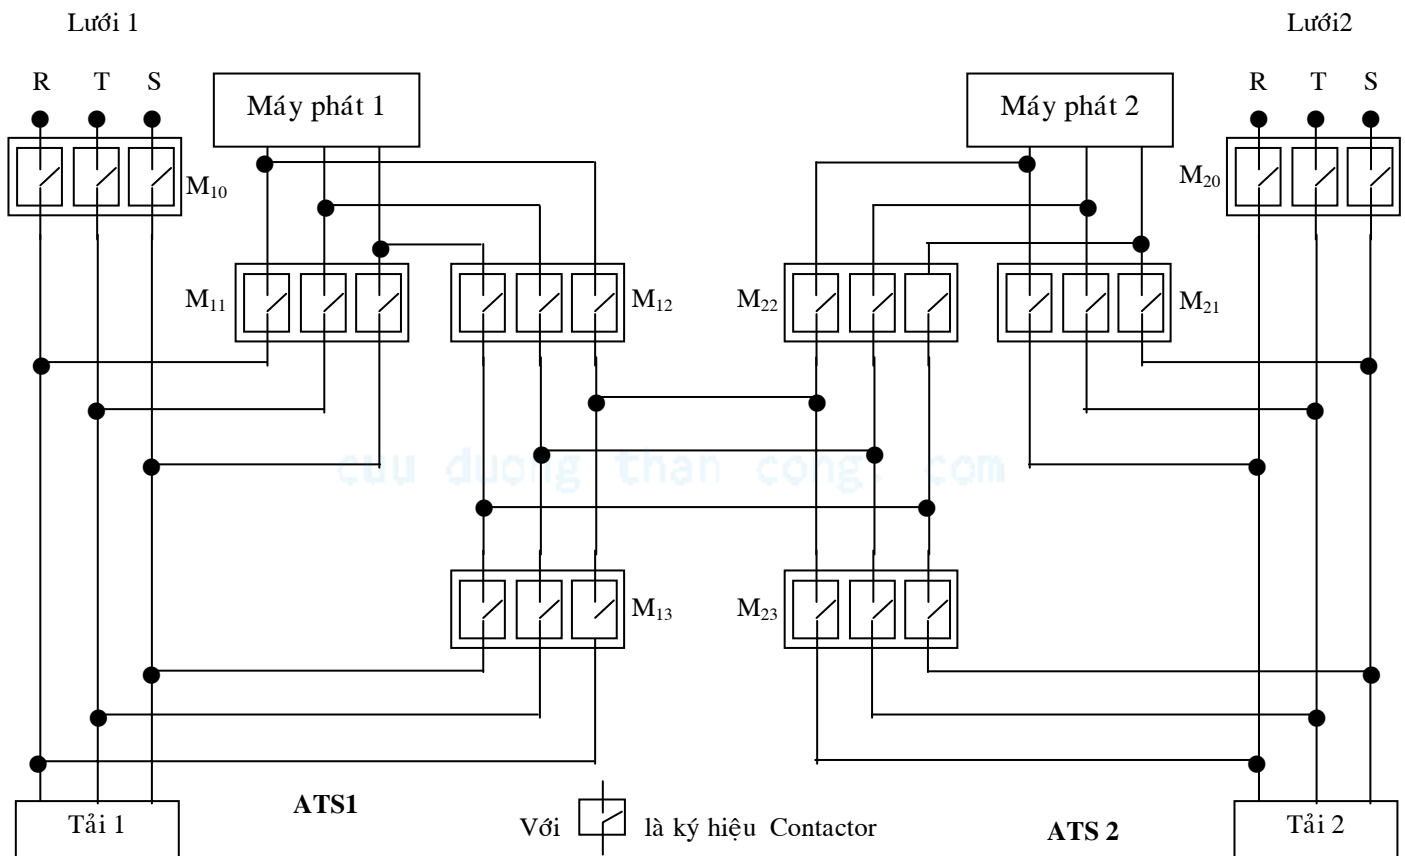 Lưới 1
Lưới2
R T S
R T S
Máy phát 1
Máy phát 2
M10
M20
M11
M12
M22
M21
cuu duong than cong. com
M13
M23
ATS1
Với là ký hiệu Contactor
ATS 2
Tải 1
Tải 2